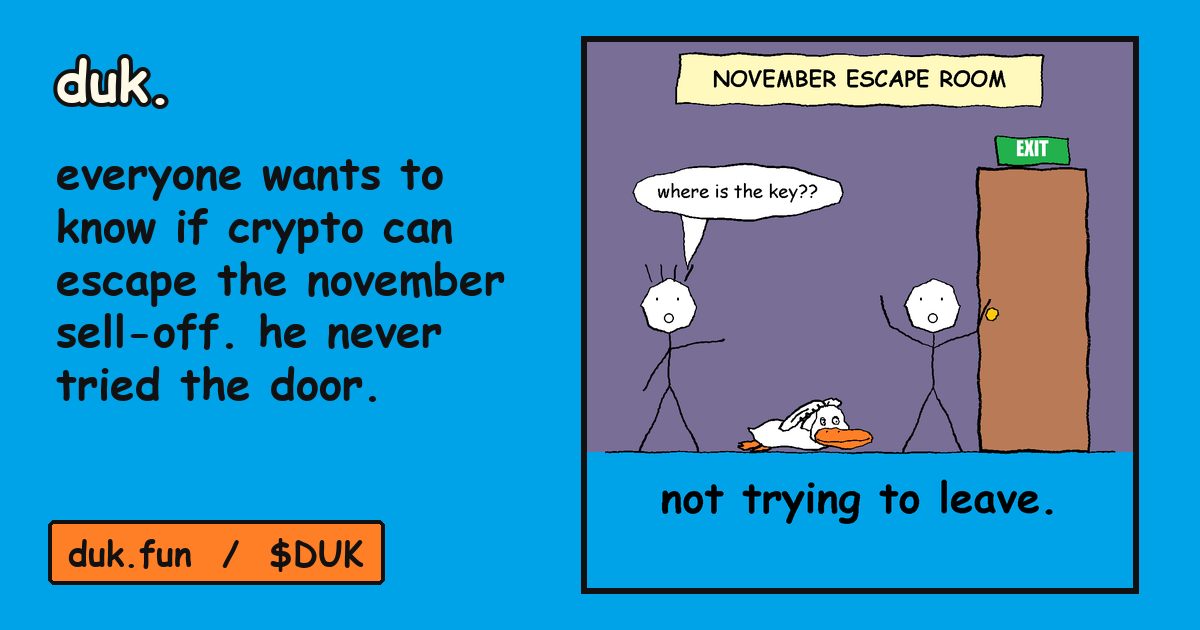 duk.
everyone wants to
know if crypto can
escape the november
sell-off. he never
tried the door.
duk.fun / $DUK
NOVEMBER ESCAPE ROOM
EXIT
where is the key??
not trying to leave.